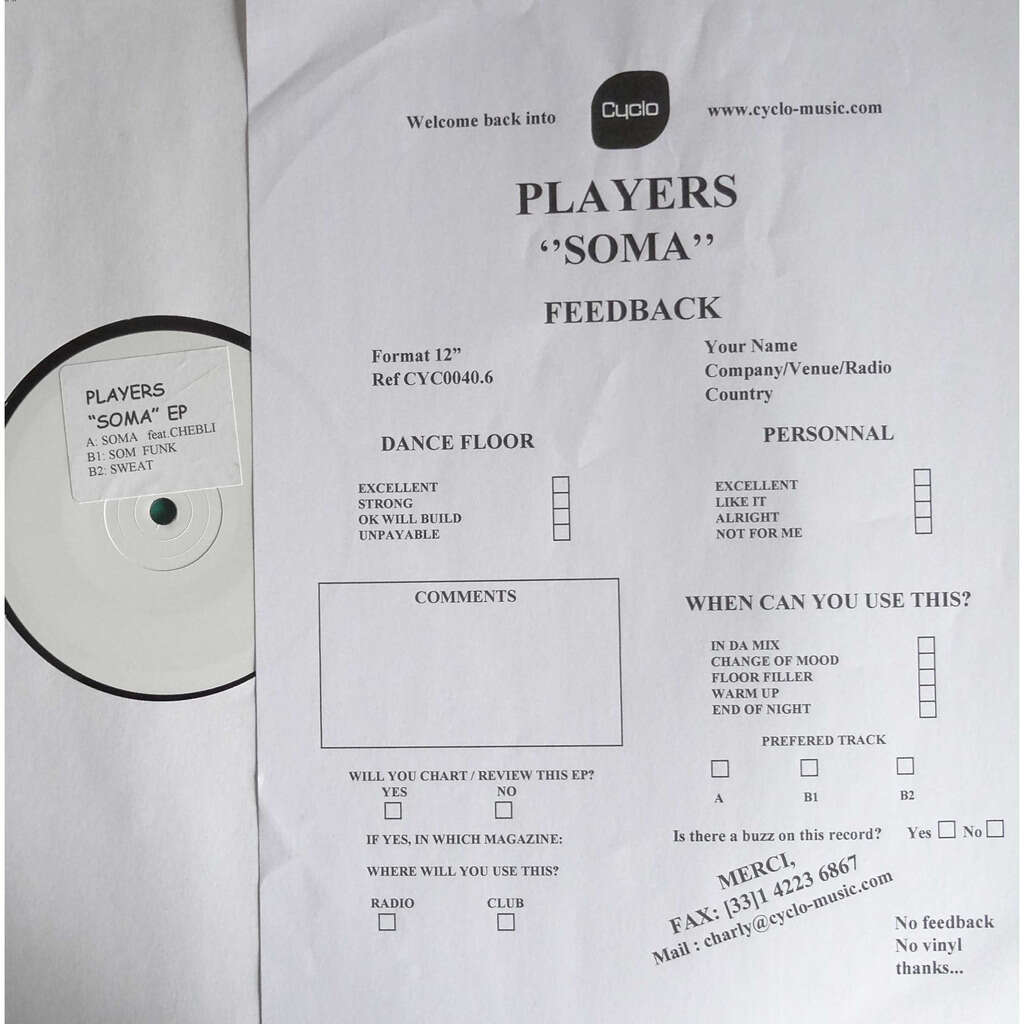 PLAYERS
"SOMA" EP
A: SOMA feat.CHEBLI
B1: SOM FUNK
B2: SWEAT
Welcome back into
Cyclo
www.cyclo-music.com
PLAYERS
‘’SOMA’’
FEEDBACK
Format 12”
Ref CYC0040.6
Your Name
Company/Venue/Radio
Country
DANCE FLOOR
EXCELLENT
STRONG
OK WILL BUILD
UNPAYABLE
PERSONNAL
EXCELLENT
LIKE IT
ALRIGHT
NOT FOR ME
COMMENTS
WHEN CAN YOU USE THIS?
IN DA MIX
CHANGE OF MOOD
FLOOR FILLER
WARM UP
END OF NIGHT
PREFERED TRACK
A B1 B2
WILL YOU CHART / REVIEW THIS EP?
YES NO
IF YES, IN WHICH MAGAZINE:
WHERE WILL YOU USE THIS?
RADIO CLUB
Is there a buzz on this record? Yes No
MERCI,
FAX: [33]1 4223 6867
Mail : charly@cyclo-music.com
No feedback
No vinyl
thanks...